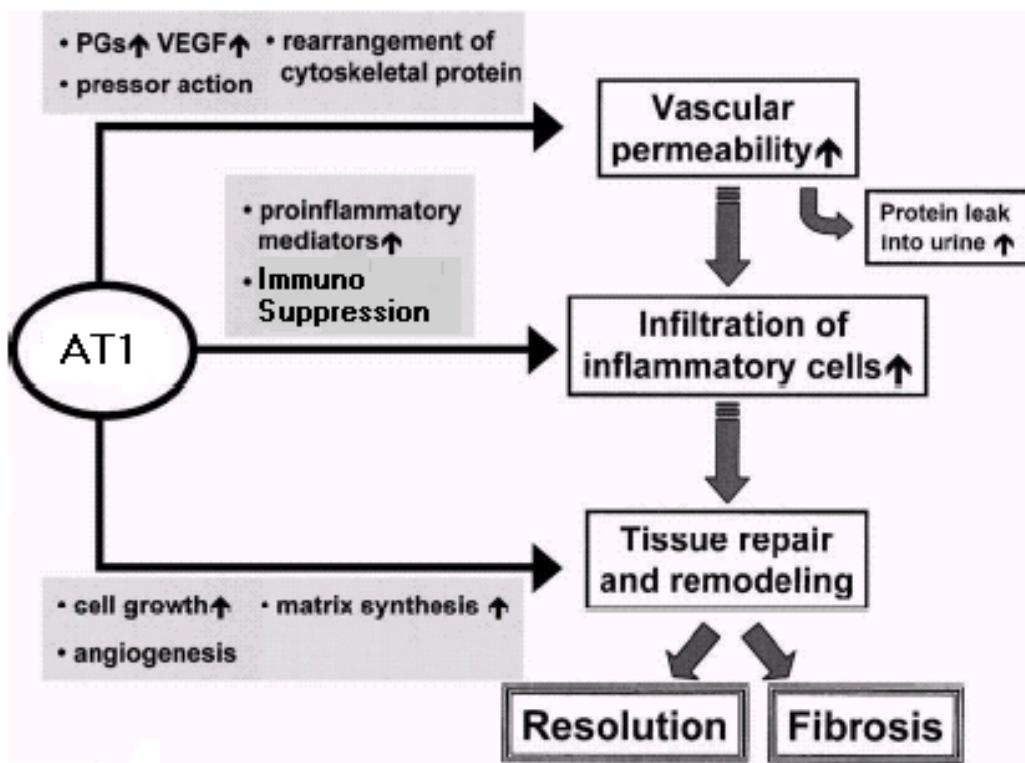 • PGs↑ VEGF↑
• pressor action
• rearrangement of
cytoskeletal protein
Vascular
permeability↑
Protein leak
into urine ↑
• proinflammatory
mediators↑
• Immuno
Suppression
AT1
Infiltration of
inflammatory cells↑
Tissue repair
and remodeling
• cell growth↑
• matrix synthesis ↑
• angiogenesis
Resolution
Fibrosis